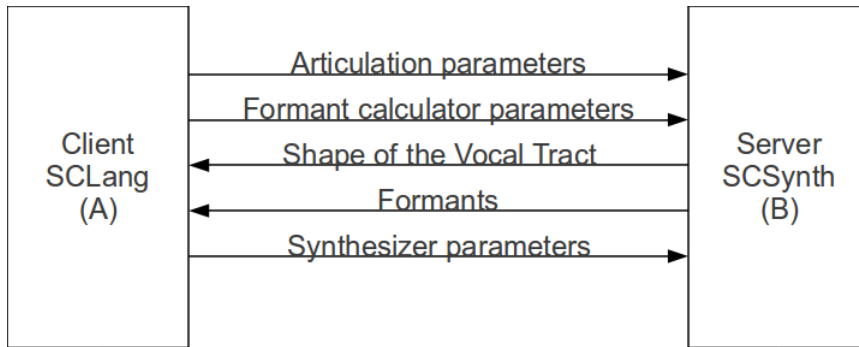 Client
SCLang
(A)
Articulation parameters
Formant calculator parameters
Shape of the Vocal Tract
Formants
Synthesizer parameters
Server
SCSynth
(B)